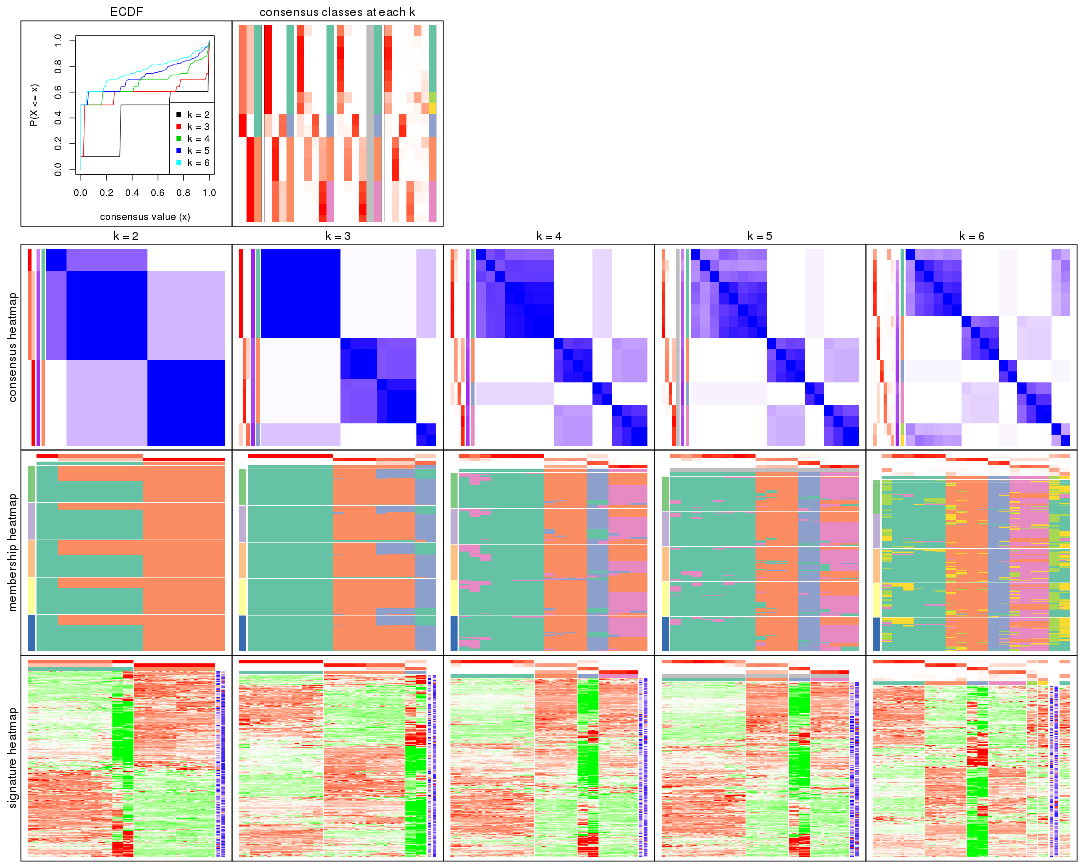 ECDF
consensus classes at each k
P(X <= x)
0.0 0.2 0.4 0.6 0.8 1.0
k = 2
k = 3
k = 4
k = 5
k = 6
0.0 0.2 0.4 0.6 0.8 1.0
consensus value (x)
k = 2
k = 3
k = 4
k = 5
k = 6
consensus heatmap
membership heatmap
signature heatmap